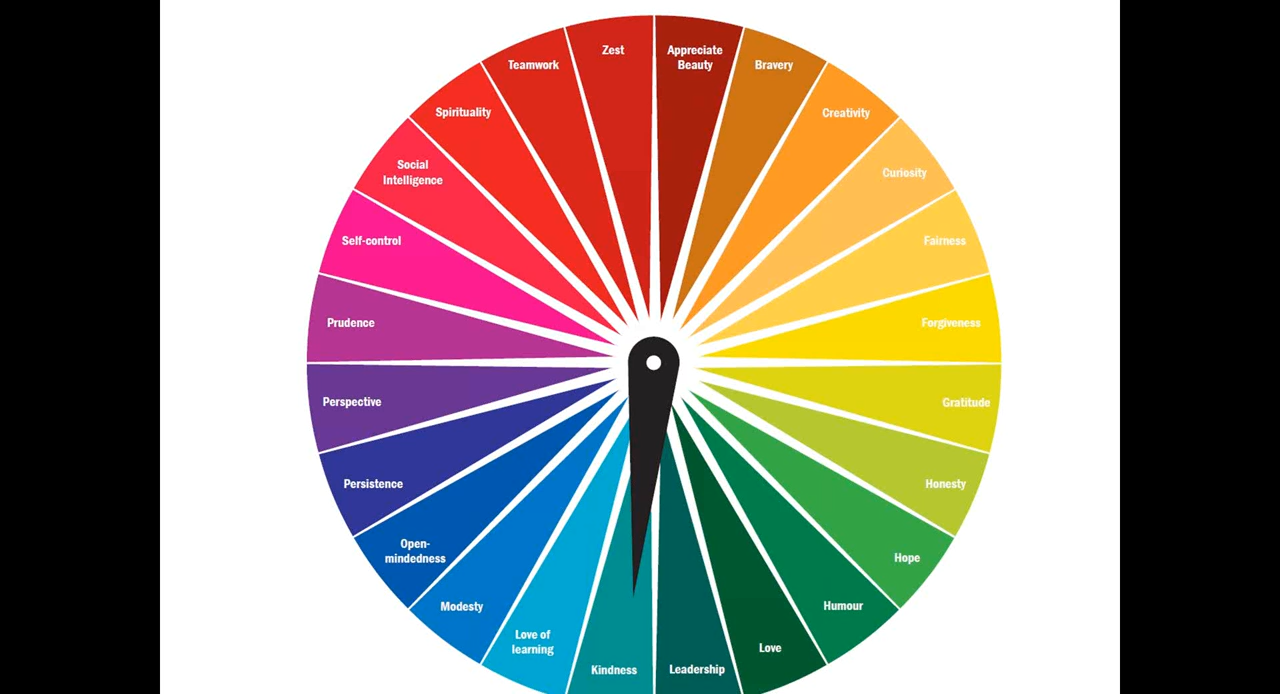 Zest
Appreciate
Beauty
Bravery
Creativity
Curiosity
Fairness
Forgiveness
Gratitude
Honesty
Hope
Humour
Love
Leadership
Kindness
Love of
learning
Modesty
Open-
mindedness
Persistence
Perspective
Prudence
Self-control
Social
Intelligence
Spirituality
Teamwork